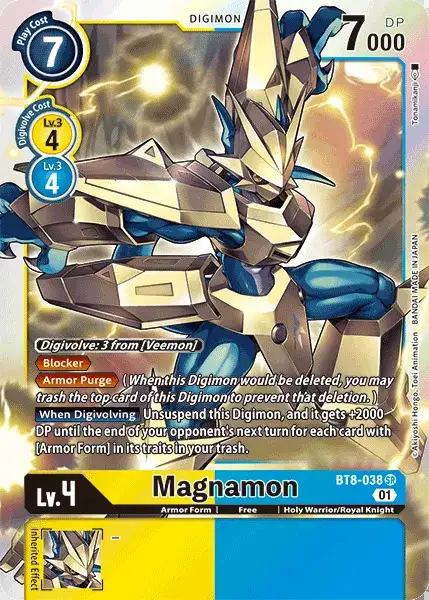 Play Cost
7
DIGIMON
7000
DP
Digivolve Cost
Lv.3
4
Lv.3
4
Tonamikanji
© Akiyoshi Hongo, Toei Animation BANDAI MADE IN JAPAN
Digivolve: 3 from [Veemon]
Blocker
Armor Purge (When this Digimon would be deleted, you may
trash the top card of this Digimon to prevent that deletion.)
When Digivolving Unsuspend this Digimon, and it gets +2000
DP until the end of your opponent's next turn for each card with
[Armor Form] in its traits in your trash.
Lv.4
Magnamon
BT8-038 SR
01
Armor Form | Free | Holy Warrior/Royal Knight
Inherited Effect
–